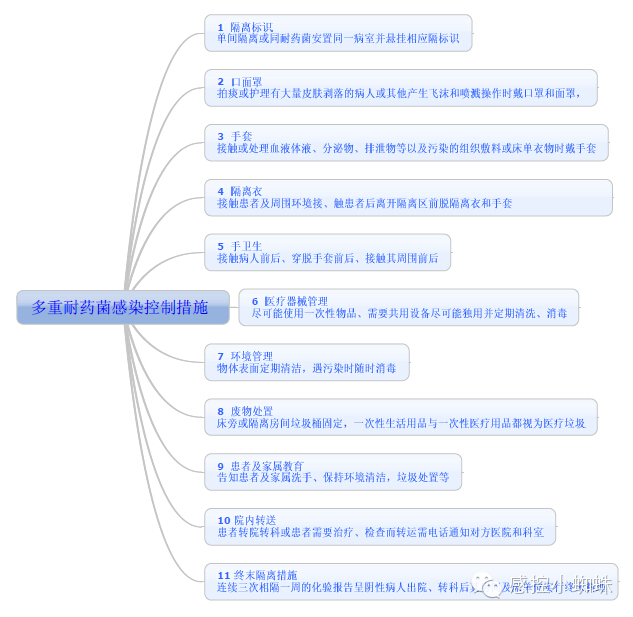 1 隔离标识
单间隔离或同耐药菌安置同一病室并悬挂相应隔标识
2 口面罩
拍痰或护理有大量皮肤剥落的病人或其他产生飞沫和喷溅操作时戴口罩和面罩，
3 手套
接触或处理血液体液、分泌物、排泄物等以及污染的组织敷料或床单衣物时戴手套
4 隔离衣
接触患者及周围环境接、触患者后离开隔离区前脱隔离衣和手套
5 手卫生
接触病人前后、穿脱手套前后、接触其周围前后
多重耐药菌感染控制措施
6 医疗器械管理
尽可能使用一次性物品、需要共用设备尽可能独用并定期清洗、消毒
7 环境管理
物体表面定期清洁，遇污染时随时消毒
8 废物处置
床旁或隔离房间垃圾桶固定，一次性生活用品与一次性医疗用品都视为医疗垃圾
9 患者及家属教育
告知患者及家属洗手、保持环境清洁，垃圾处置等
10 院内转送
患者转院转科或患者需要治疗、检查而转运需电话通知对方医院和科室
11 终末隔离措施
连续三次相隔一周的化验报告呈阴性病人出院、转科后
感控小蜘蛛